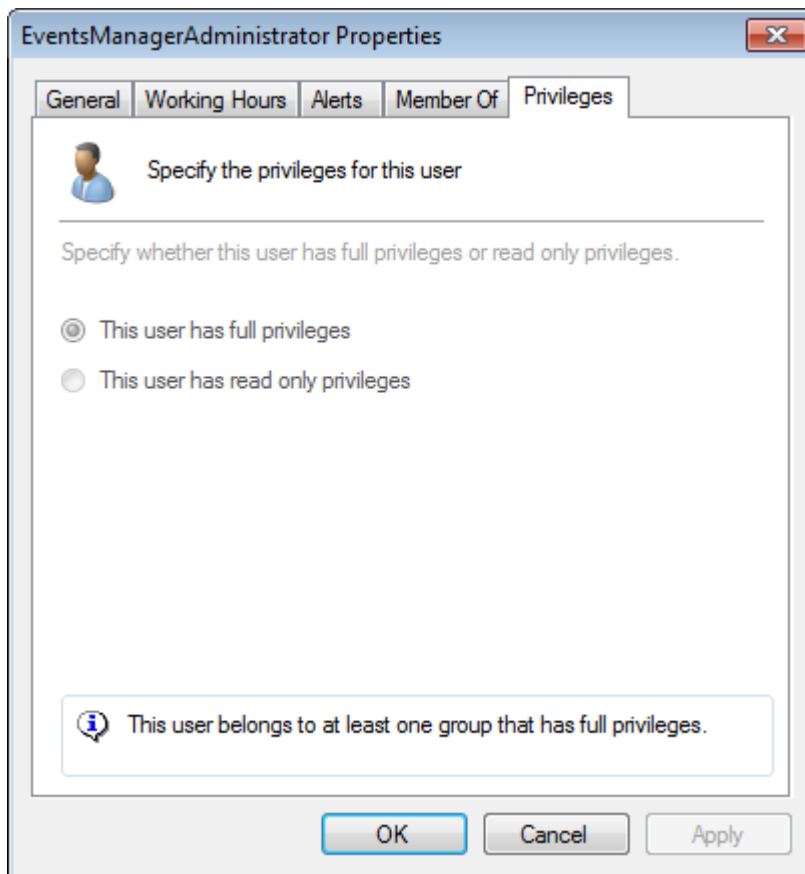 EventsManagerAdministrator Properties
General Working Hours Alerts Member Of Privileges
Specify the privileges for this user
Specify whether this user has full privileges or read only privileges.
This user has full privileges
This user has read only privileges
This user belongs to at least one group that has full privileges.
OK Cancel Apply